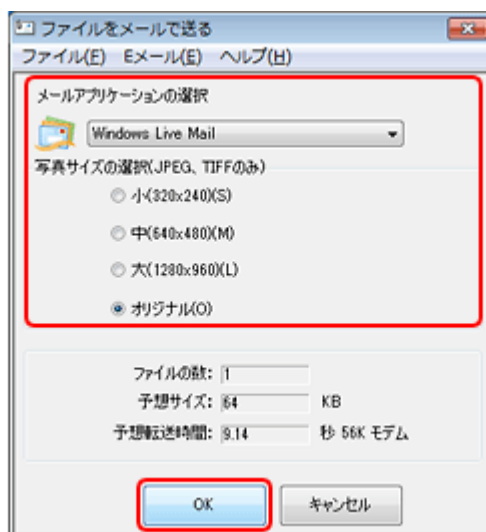 ファイルをメールで送る
ファイル(F) Eメール(E) ヘルプ(H)
メールアプリケーションの選択
Windows Live Mail
写真サイズの選択(JPEG、TIFFのみ)
小(320x240)(S)
中(640x480)(M)
大(1280x960)(L)
オリジナル(O)
ファイルの数: 1
予想サイズ: 64 KB
予想転送時間: 9.14 秒 56K モデム
OK キャンセル